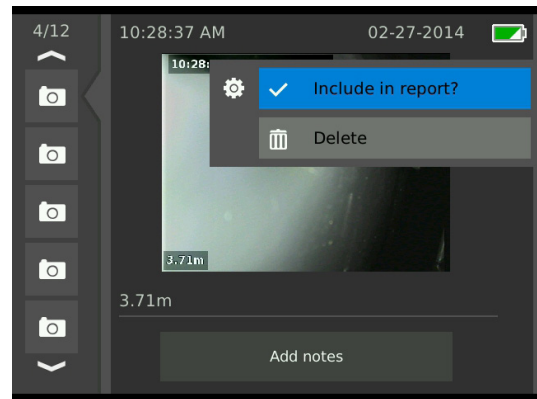 4/12
10:28:37 AM
02-27-2014
10:28:
Include in report?
Delete
3.71m
3.71m
Add notes